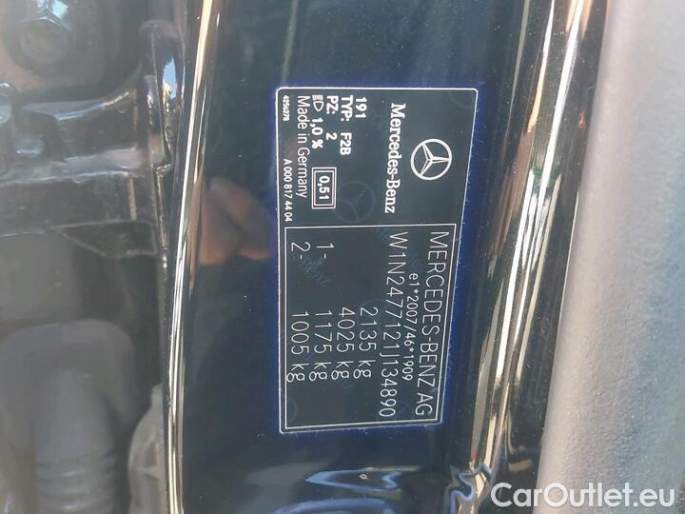 Mercedes-Benz
191
TYP: F2B
PZ: 2
1,0 %
Made in Germany
0,51
A 000 817 44 04
MERCEDES-BENZ AG
e1*2007/46*1909
W1N2477121J134890
2135 kg
4025 kg
1- 1175 kg
2- 1005 kg
CarOutlet.eu